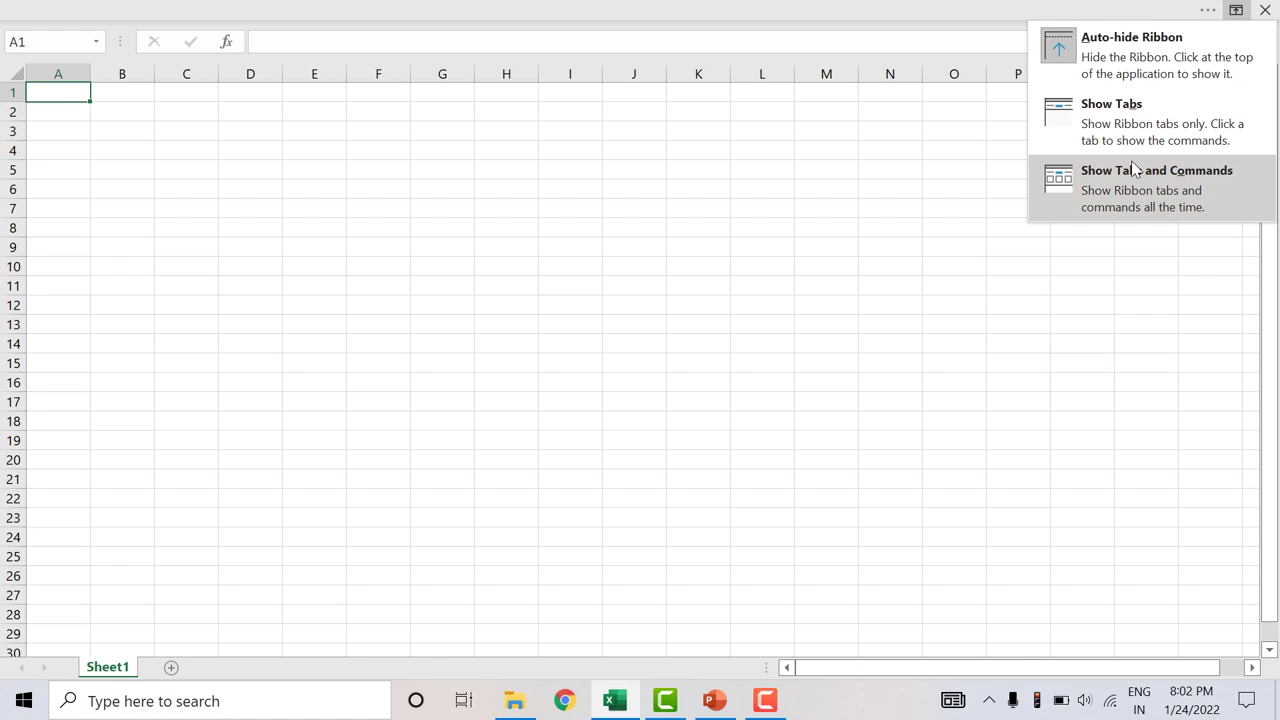 A1
fx
A B C D E F G H I J K L M N O P
1
2
3
4
5
6
7
8
9
10
11
12
13
14
15
16
17
18
19
20
21
22
23
24
25
26
27
28
29
30
Auto-hide Ribbon
Hide the Ribbon. Click at the top
of the application to show it.
Show Tabs
Show Ribbon tabs only. Click a
tab to show the commands.
Show Tabs and Commands
Show Ribbon tabs and
commands all the time.
Sheet1
Type here to search
ENG
IN
8:02 PM
1/24/2022